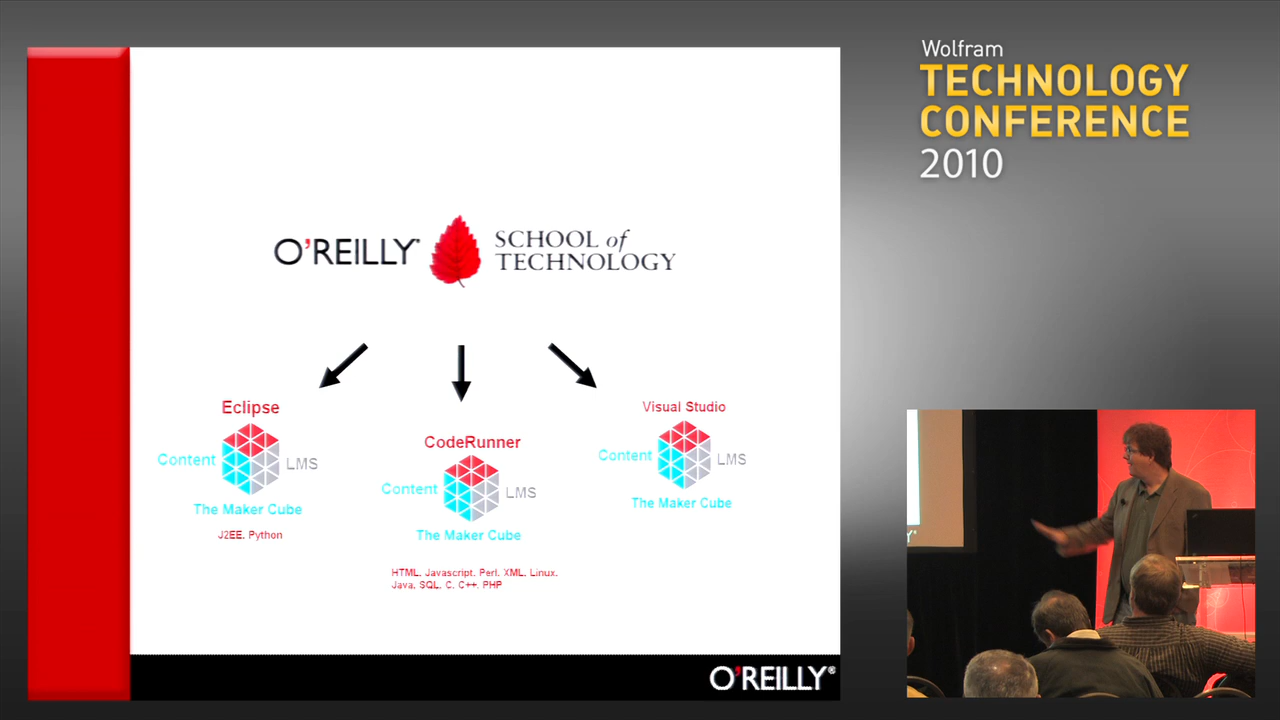 Wolfram
TECHNOLOGY
CONFERENCE
2010
O'REILLY®
SCHOOL of
TECHNOLOGY
Eclipse
Content
LMS
The Maker Cube
J2EE, Python
CodeRunner
Content
LMS
The Maker Cube
HTML, Javascript, Perl, XML, Linux,
Java, SQL, C, C++, PHP
Visual Studio
Content
LMS
The Maker Cube
O'REILLY®